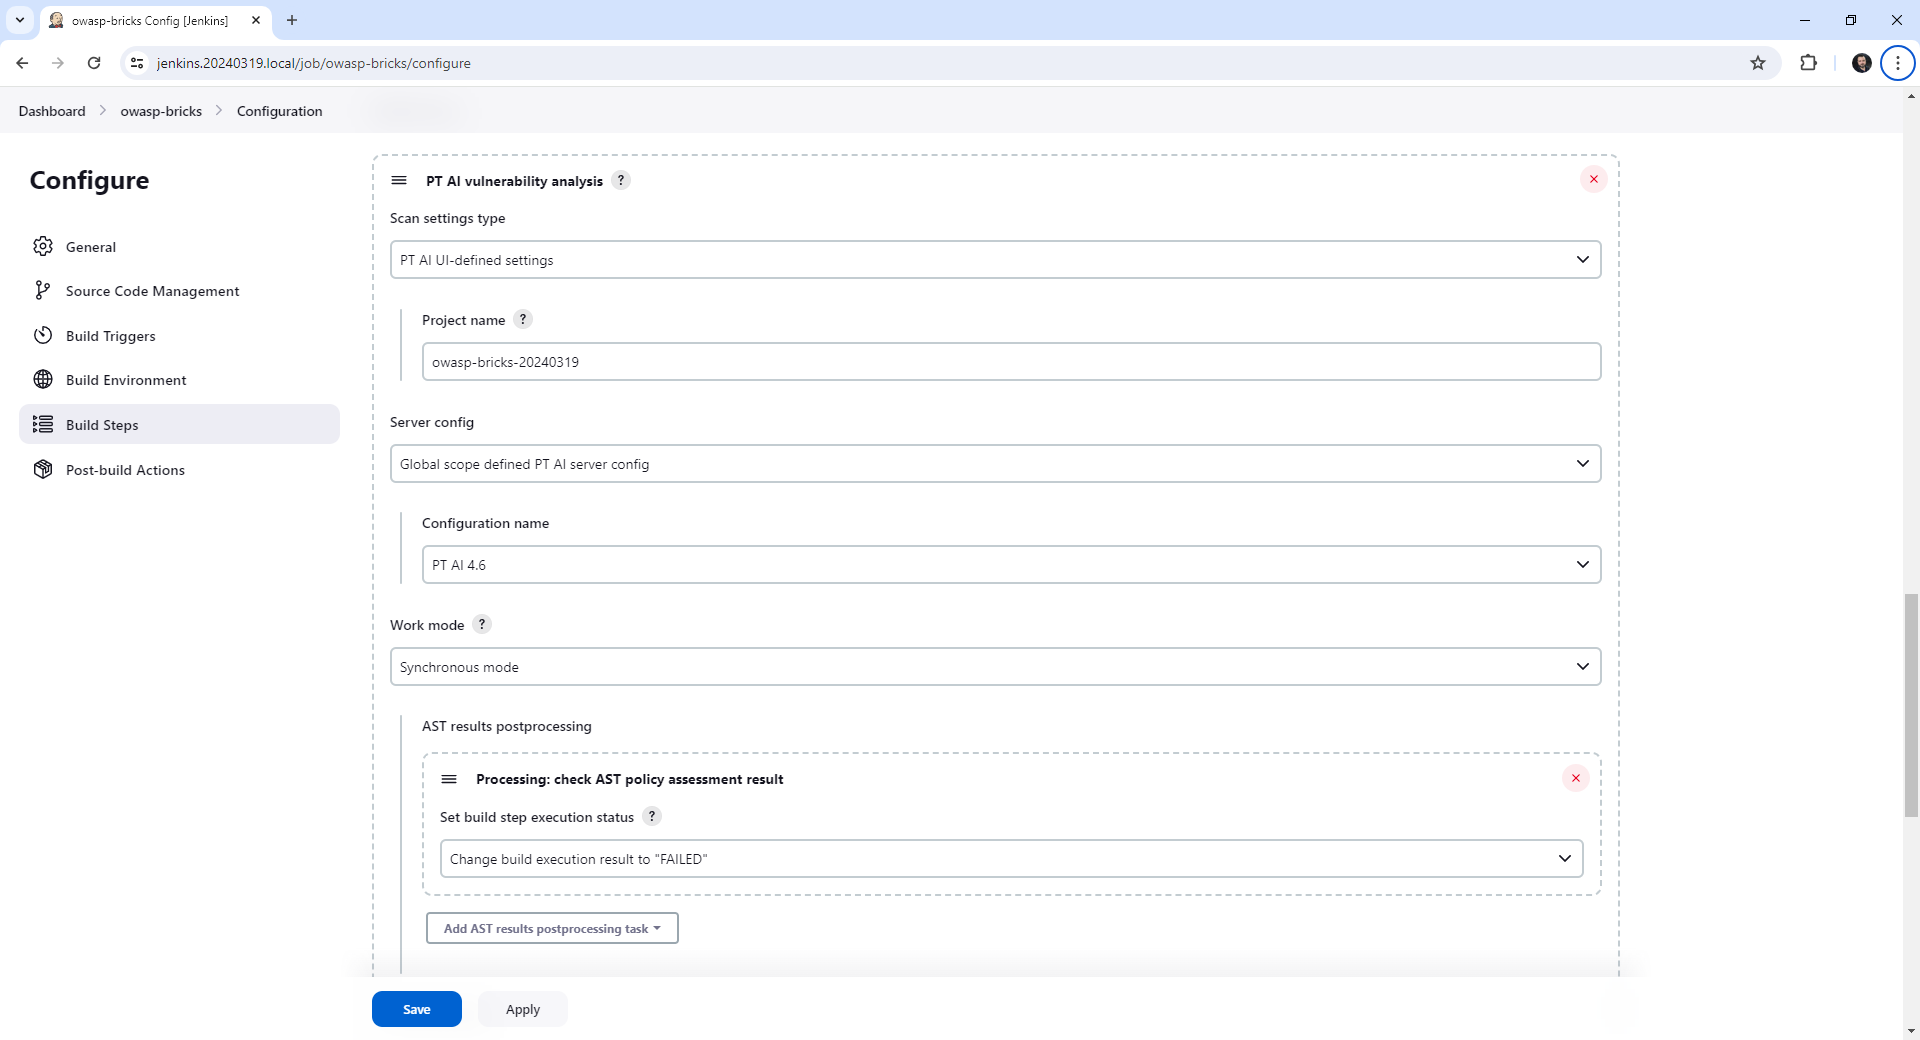 owasp-bricks Config [Jenkins]
jenkins.20240319.local/job/owasp-bricks/configure
Dashboard
owasp-bricks
Configuration
Configure
General
Source Code Management
Build Triggers
Build Environment
Build Steps
Post-build Actions
PT AI vulnerability analysis ?
Scan settings type
PT AI UI-defined settings
Project name ?
owasp-bricks-20240319
Server config
Global scope defined PT AI server config
Configuration name
PT AI 4.6
Work mode ?
Synchronous mode
AST results postprocessing
Processing: check AST policy assessment result
Set build step execution status ?
Change build execution result to "FAILED"
Add AST results postprocessing task
Save
Apply